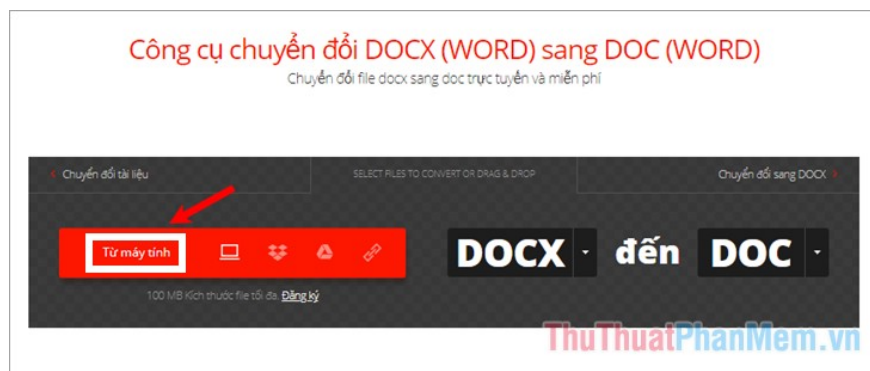 Công cụ chuyển đổi DOCX (WORD) sang DOC (WORD)
Chuyển đổi file docx sang doc trực tuyến và miễn phí
Chuyển đổi tài liệu
SELECT FILES TO CONVERT OR DRAG & DROP
Chuyển đổi sang DOCX
Từ máy tính
DOCX đến DOC
100 MB Kích thước file tối đa. Đăng ký
ThuThuatPhanMem.vn